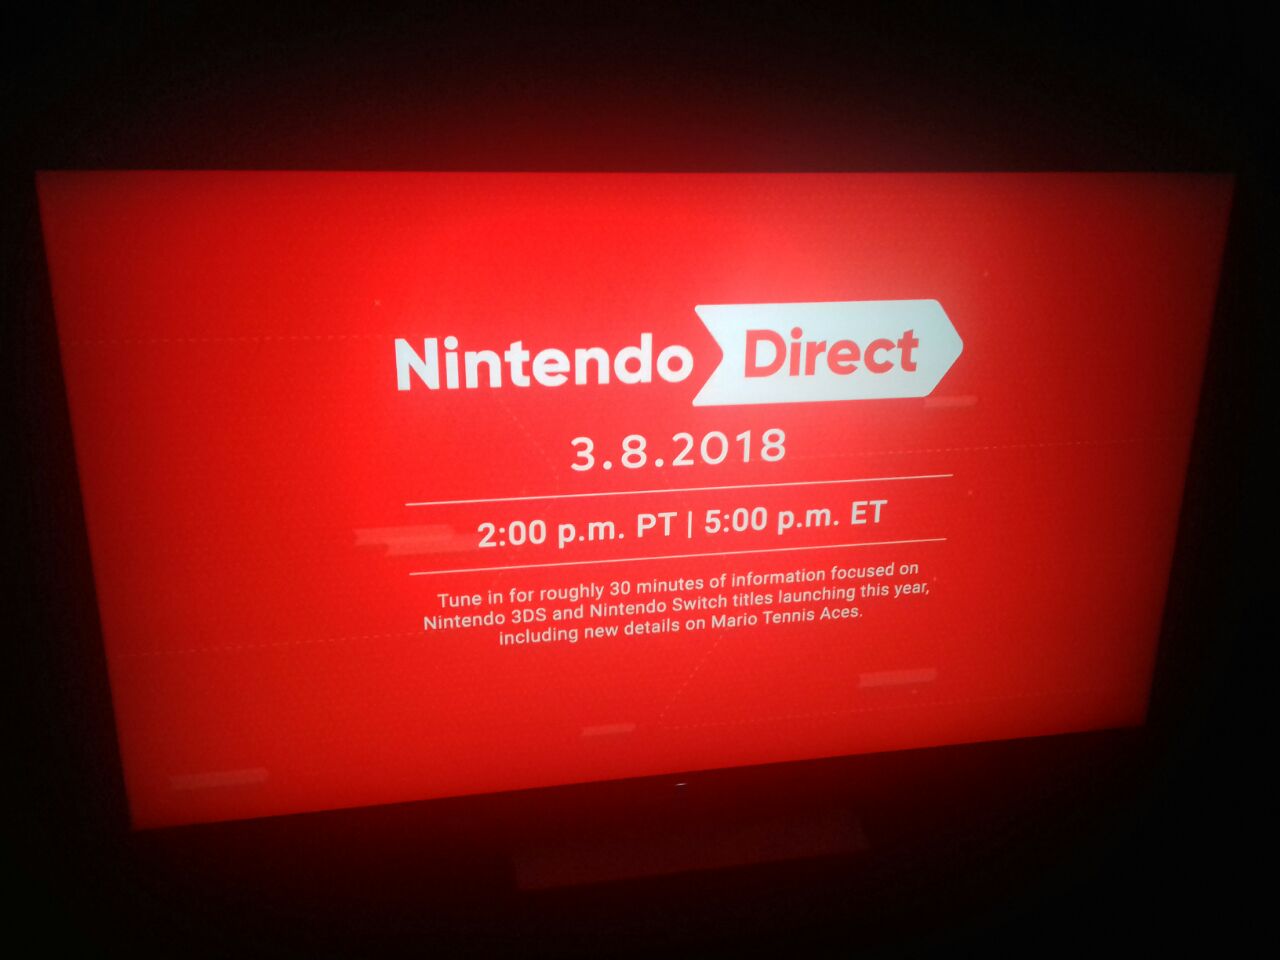 Nintendo Direct
3.8.2018
2:00 p.m. PT | 5:00 p.m. ET
Tune in for roughly 30 minutes of information focused on
Nintendo 3DS and Nintendo Switch titles launching this year,
including new details on Mario Tennis Aces.